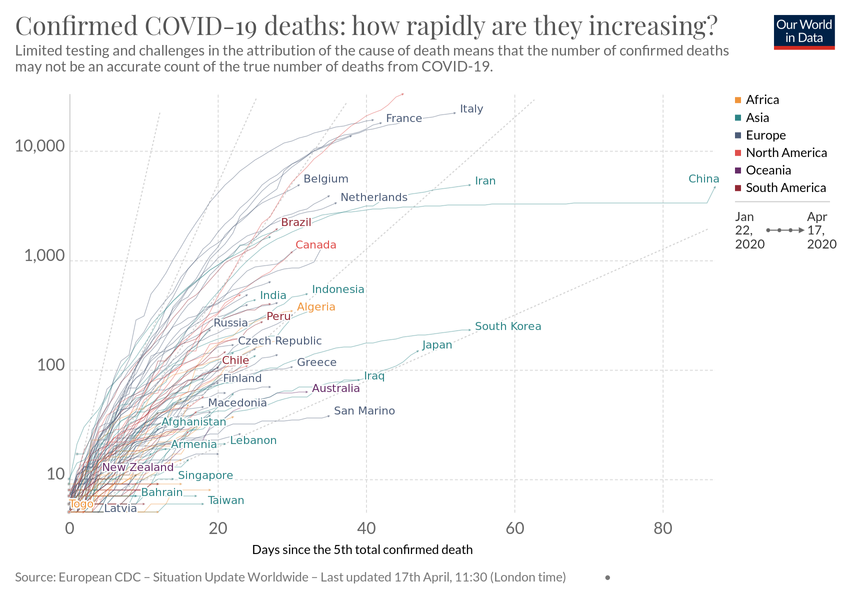 Confirmed COVID-19 deaths: how rapidly are they increasing?
Limited testing and challenges in the attribution of the cause of death means that the number of confirmed deaths
may not be an accurate count of the true number of deaths from COVID-19.
Our World
in Data
10,000
1,000
100
10
0
20
40
60
80
Days since the 5th total confirmed death
Italy
France
Belgium
Iran
China
Netherlands
Brazil
Canada
Indonesia
India
Algeria
Peru
Russia
South Korea
Czech Republic
Japan
Chile
Greece
Iraq
Finland
Australia
Macedonia
San Marino
Afghanistan
Armenia
Lebanon
New Zealand
Singapore
Bahrain
Taiwan
Togo
Latvia
Africa
Asia
Europe
North America
Oceania
South America
Jan
22,
2020
Apr
17,
2020
Source: European CDC – Situation Update Worldwide – Last updated 17th April, 11:30 (London time)